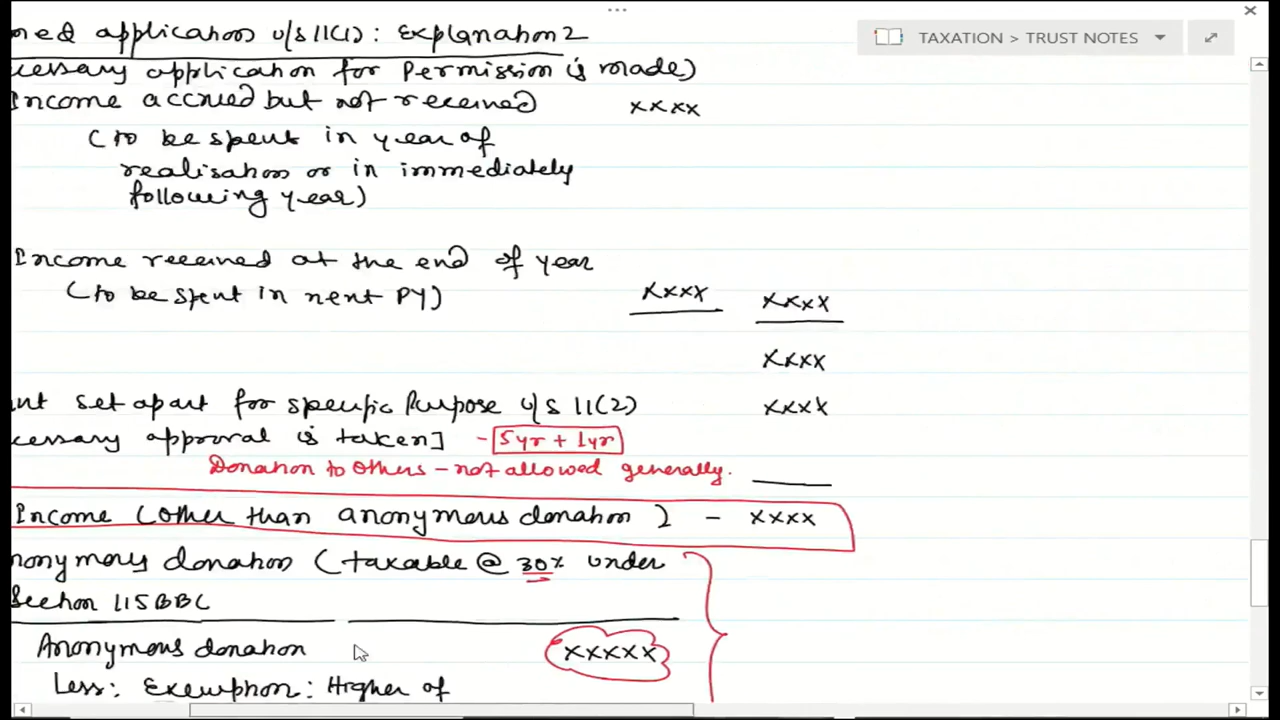 TAXATION > TRUST NOTES
ned application u/s 11(1): Explanation 2
cessary application for Permission is made)
Income accrued but not received xxxx
(to be spent in year of
realisation or in immediately
following year)
Income received at the end of year
(to be spent in next PY) xxxx xxxx
xxxx
unt set apart for specific Purpose u/s 11(2) xxxx
cessary approval is taken] - 5yr + 1yr
Donation to others - not allowed generally.
Income (other than anonymous donation) - xxxx
nonymous donation (taxable @ 30% under
Section 115BBC
Anonymous donation xxxxx
Less: Exemption: Higher of